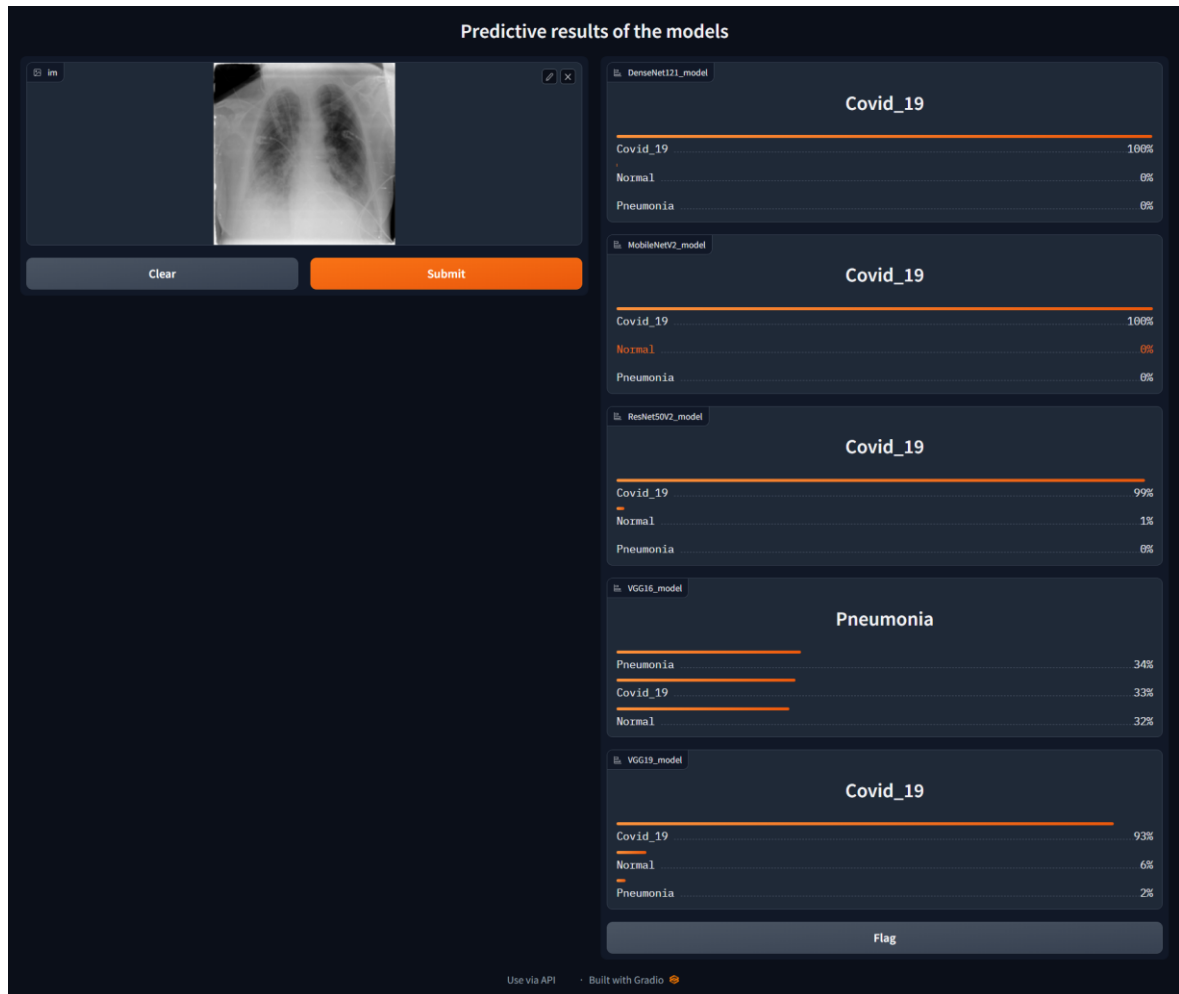 Predictive results of the models
im
Clear
Submit
DenseNet121_model
Covid_19
Covid_19 100%
Normal 0%
Pneumonia 0%
MobileNetV2_model
Covid_19
Covid_19 100%
Normal 0%
Pneumonia 0%
ResNet50V2_model
Covid_19
Covid_19 99%
Normal 1%
Pneumonia 0%
VGG16_model
Pneumonia
Pneumonia 34%
Covid_19 33%
Normal 32%
VGG19_model
Covid_19
Covid_19 93%
Normal 6%
Pneumonia 2%
Flag
Use via API · Built with Gradio